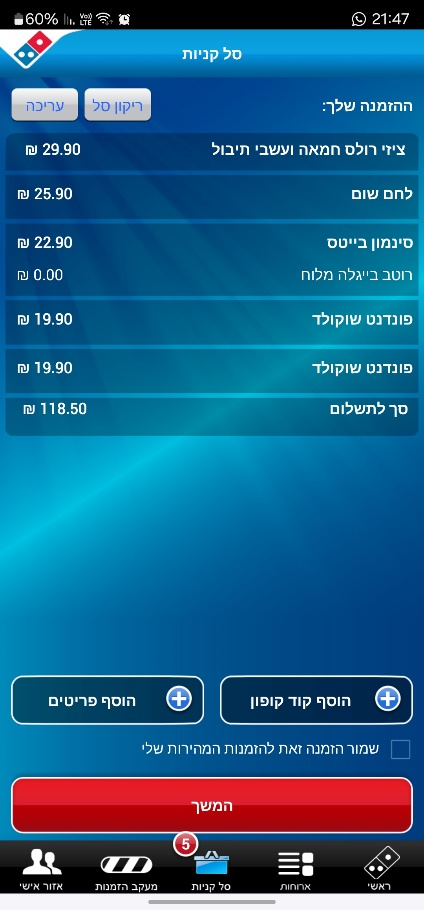 60% 21:47
סל קניות
ההזמנה שלך: ריקון סל עריכה
ציזי רולס חמאה ועשבי תיבול 29.90 ₪
לחם שום 25.90 ₪
סינמון בייטס 22.90 ₪
רוטב בייגלה מלוח 0.00 ₪
פונדנט שוקולד 19.90 ₪
פונדנט שוקולד 19.90 ₪
סך לתשלום 118.50 ₪
הוסף קוד קופון הוסף פריטים
שמור הזמנה זאת להזמנות המהירות שלי
המשך
5
ראשי ארוחות סל קניות מעקב הזמנות אזור אישי